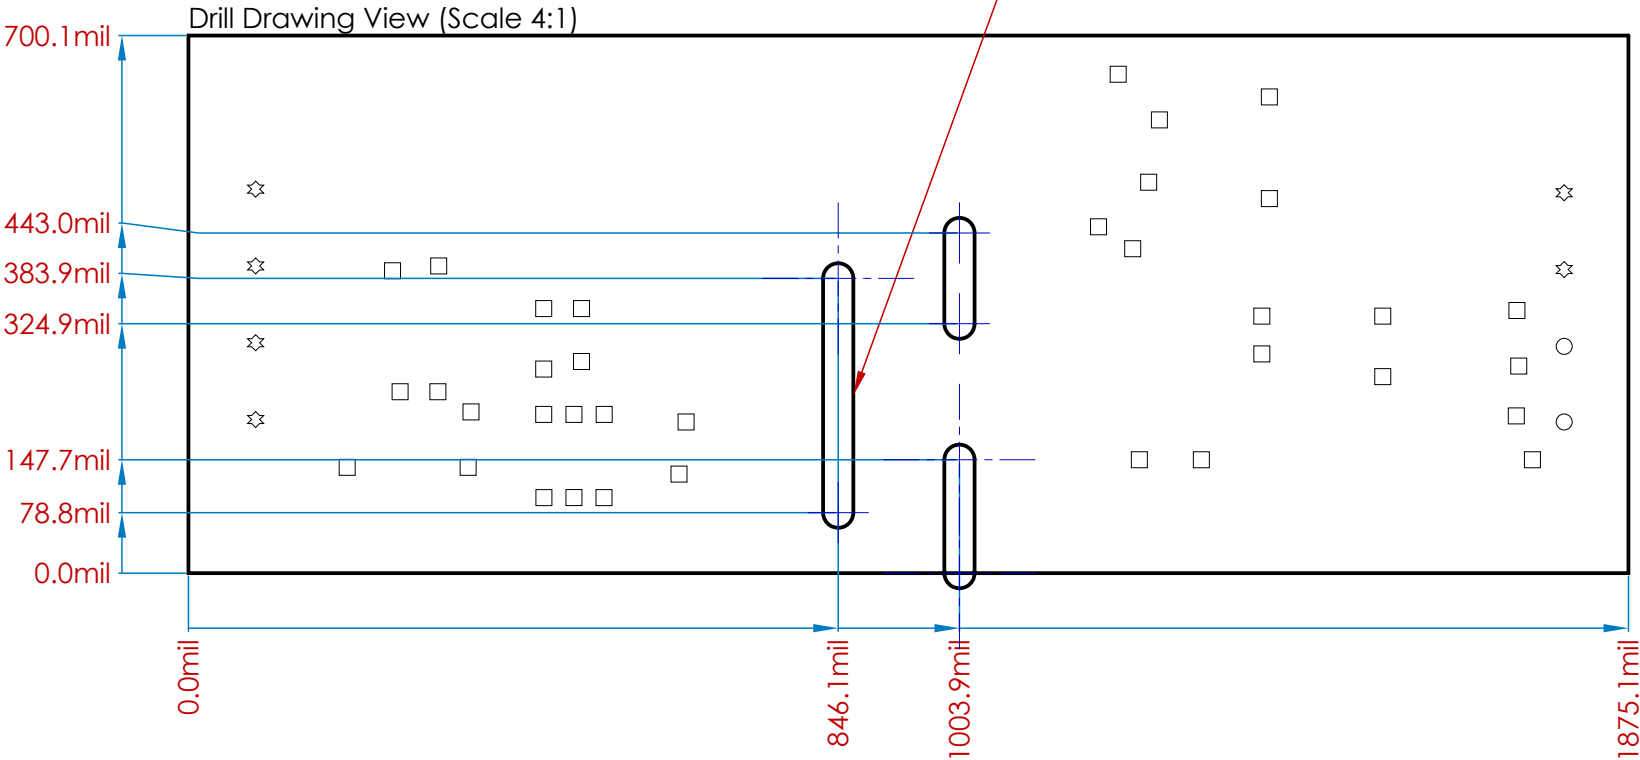 Drill Drawing View (Scale 4:1)
700.1mil
443.0mil
383.9mil
324.9mil
147.7mil
78.8mil
0.0mil
0.0mil
846.1mil
1003.9mil
1875.1mil